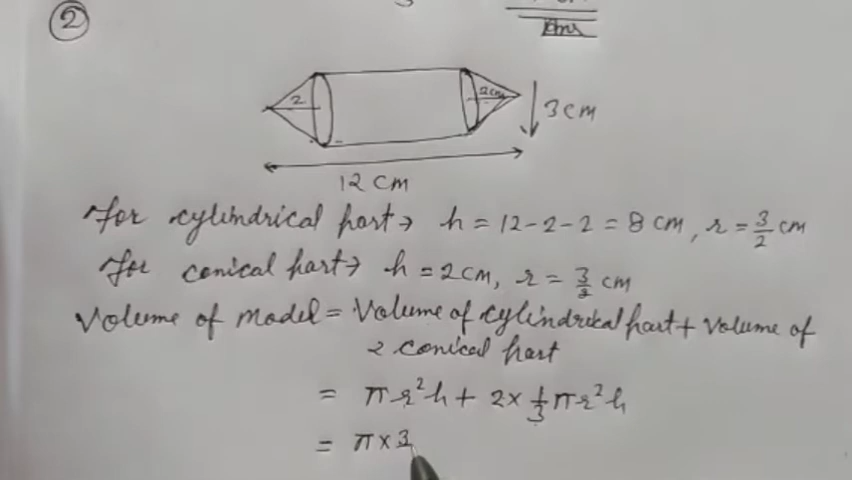 ②
Ans
2
2cm
3 cm
12 cm
For cylindrical part → h = 12-2-2 = 8 cm, r = 3/2 cm
For conical part → h = 2cm, r = 3/2 cm
Volume of model = Volume of cylindrical part + Volume of
2 conical part
= πr²h + 2 × 1/3 πr²h
= π × 3